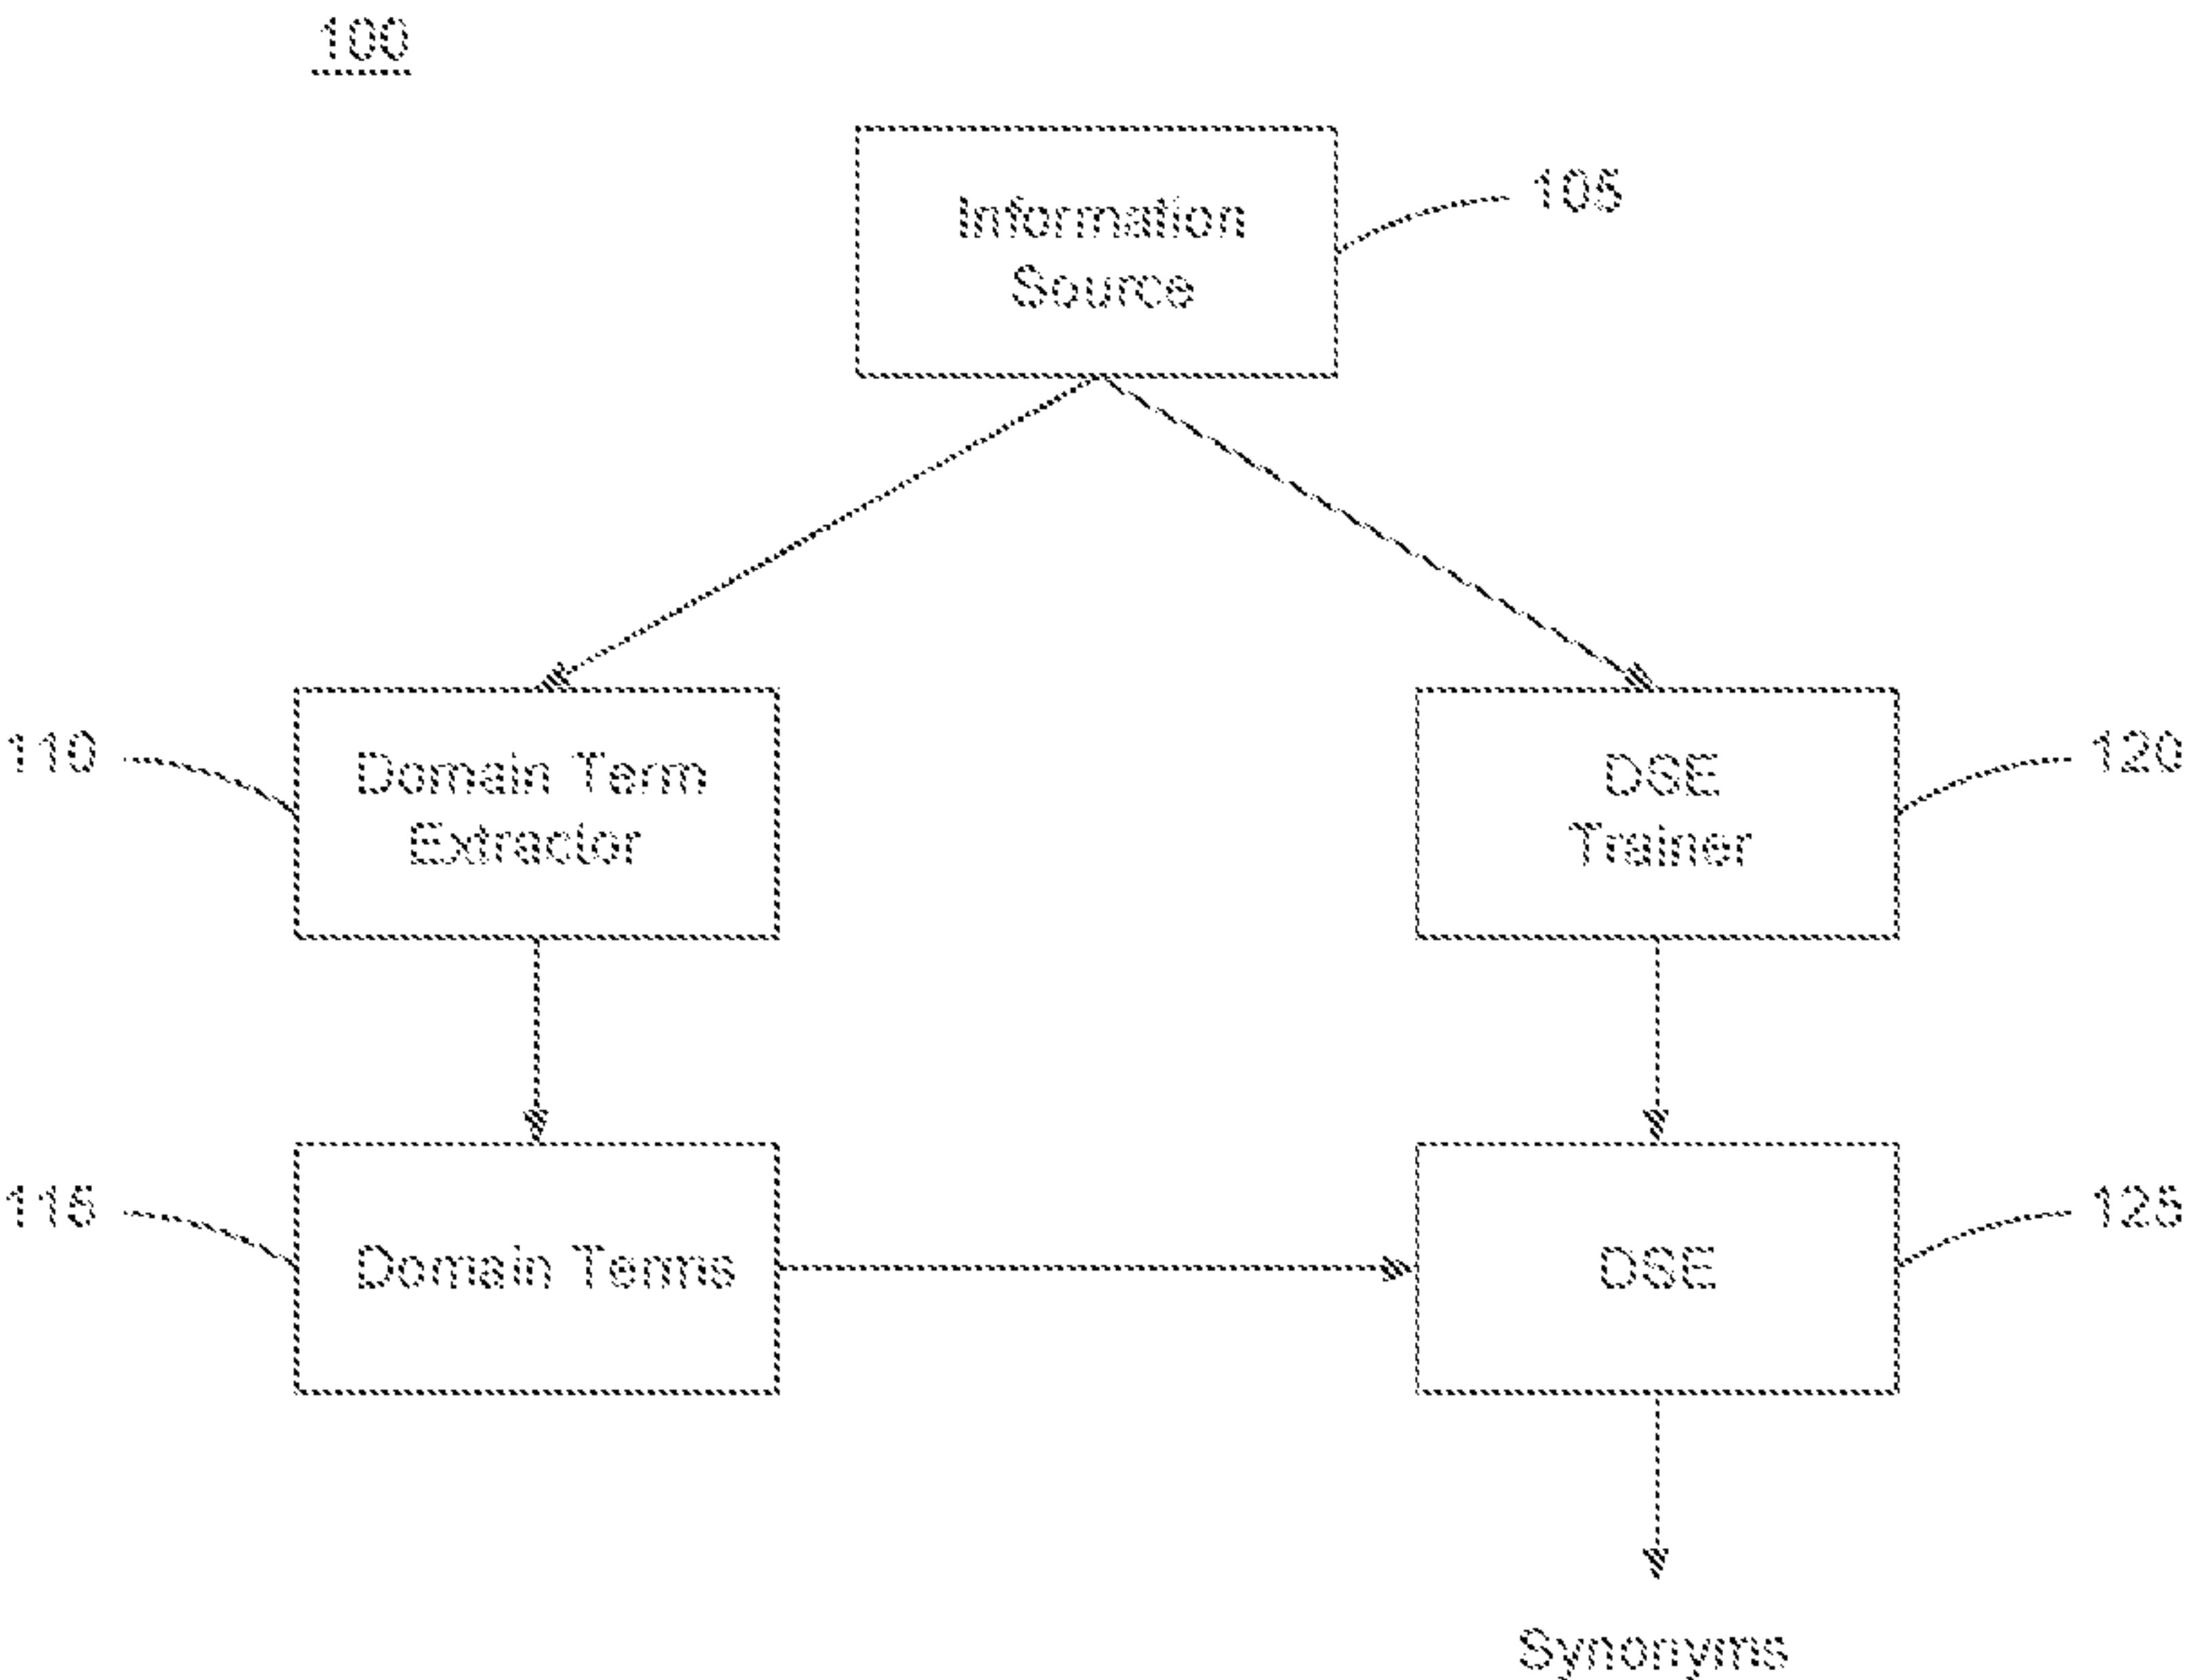 100
Information
Source
105
110
Domain Term
Extractor
DSE
Trainer
120
115
Domain Terms
DSE
125
Synonyms